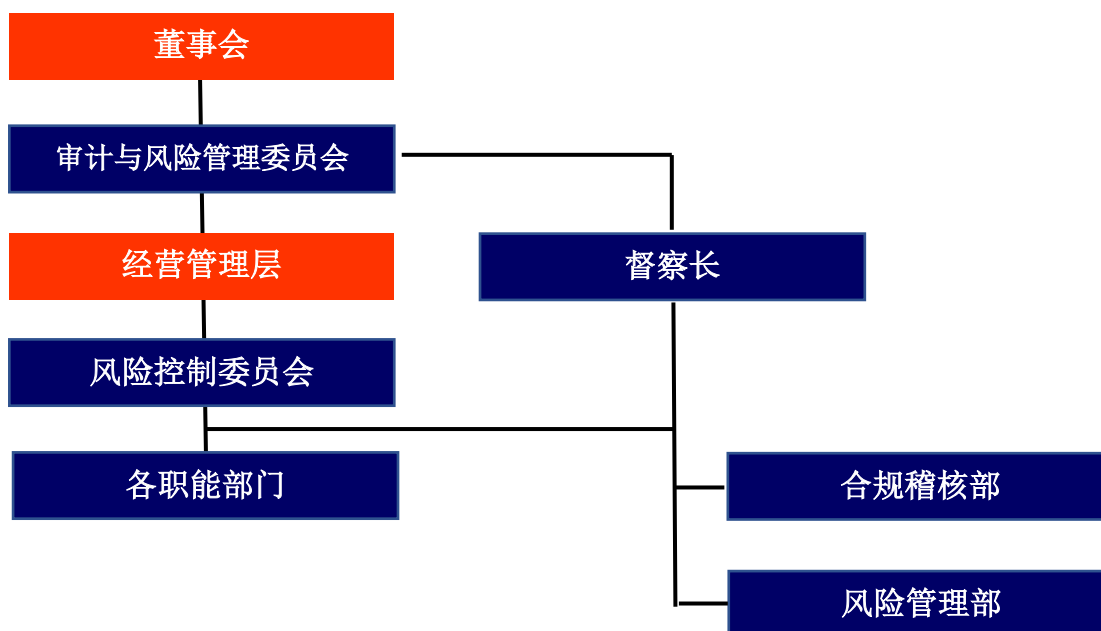 董事会
审计与风险管理委员会
经营管理层
督察长
风险控制委员会
各职能部门
合规稽核部
风险管理部